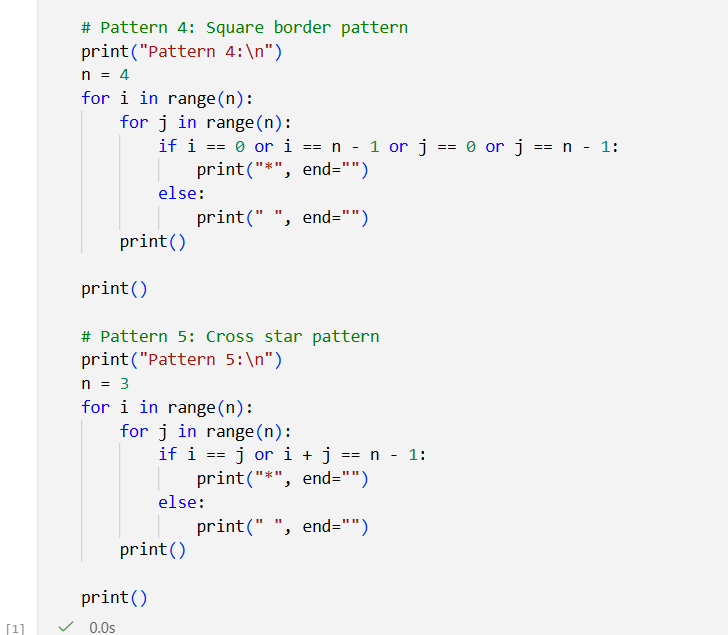 # Pattern 4: Square border pattern
print("Pattern 4:\n")
n = 4
for i in range(n):
    for j in range(n):
        if i == 0 or i == n - 1 or j == 0 or j == n - 1:
            print("*", end="")
        else:
            print(" ", end="")
    print()

print()

# Pattern 5: Cross star pattern
print("Pattern 5:\n")
n = 3
for i in range(n):
    for j in range(n):
        if i == j or i + j == n - 1:
            print("*", end="")
        else:
            print(" ", end="")
    print()

print()
[1] ✓ 0.0s